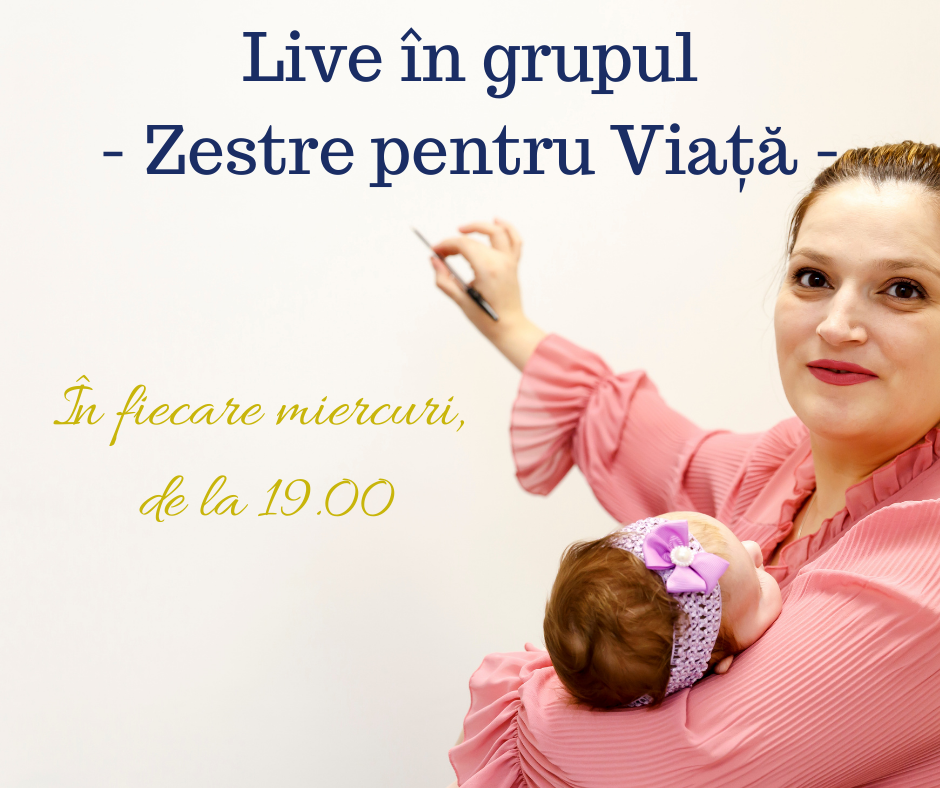 Live în grupul
- Zestre pentru Viață -
În fiecare miercuri,
de la 19.00